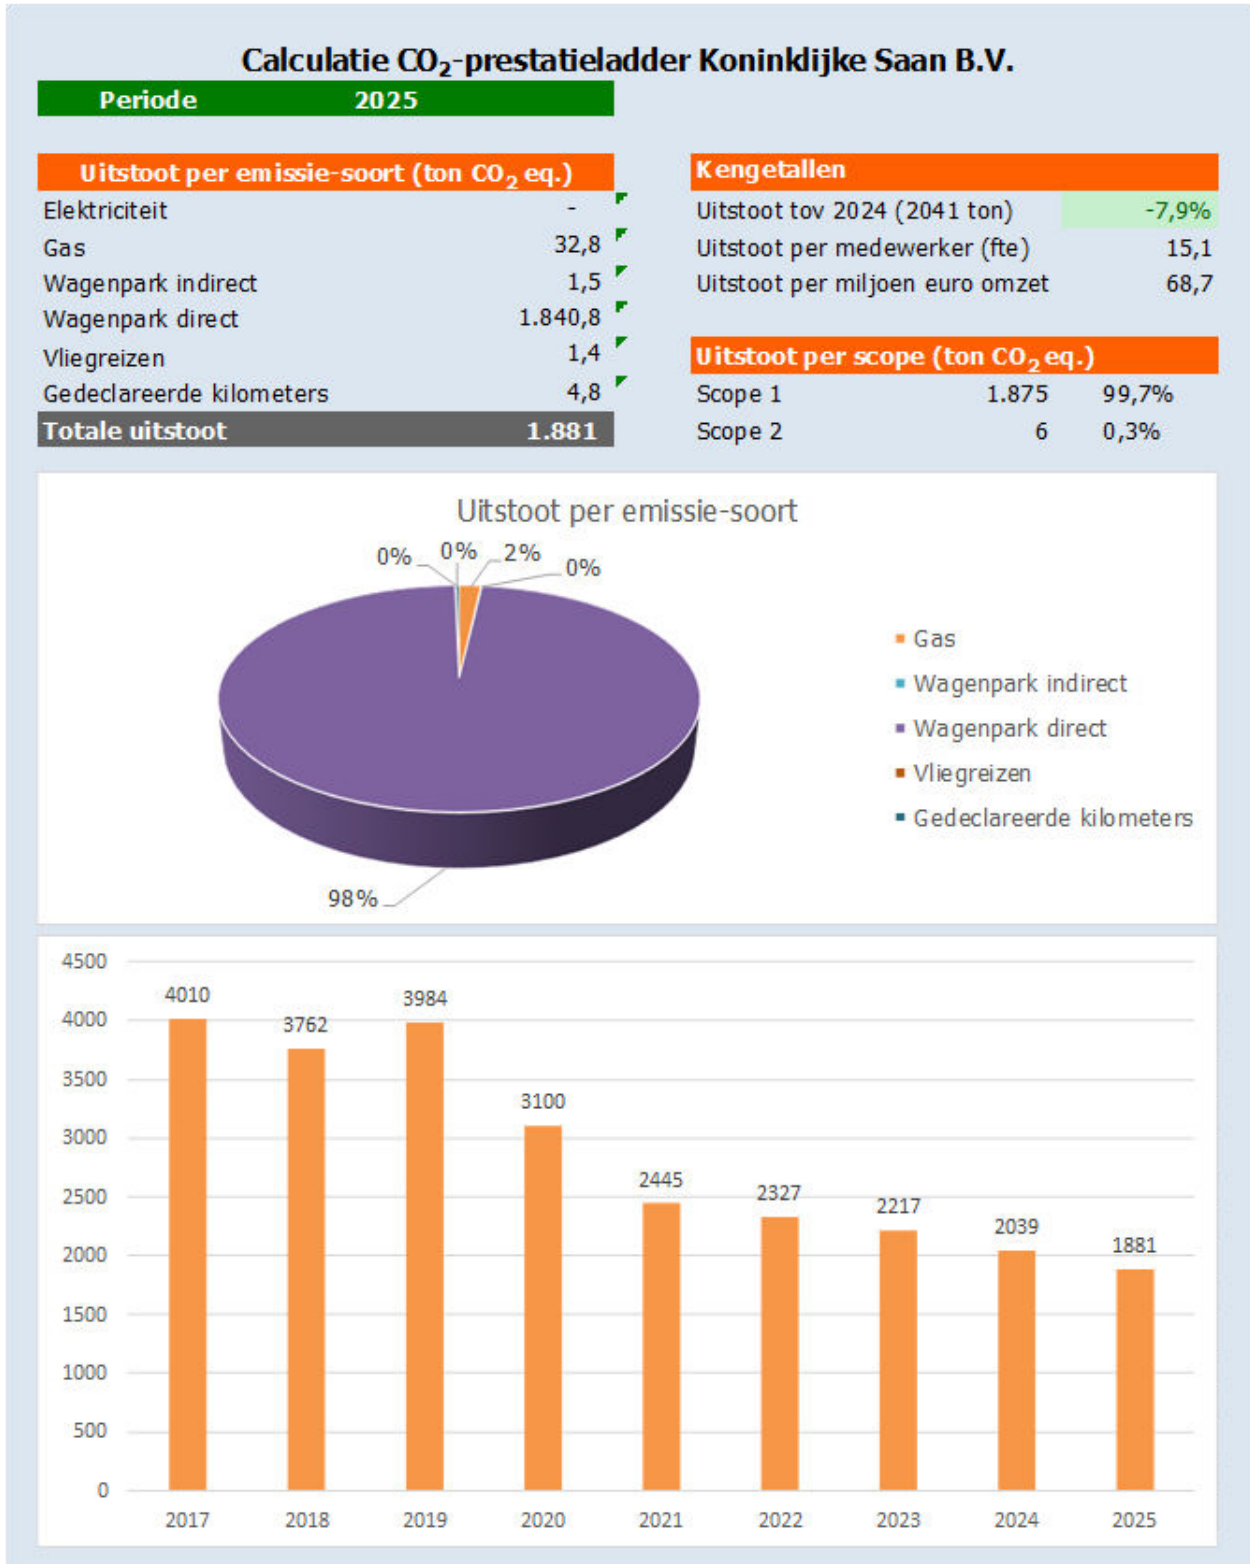 Calculatie CO₂-prestatieladder Koninklijke Saan B.V.
Periode 2025
Uitstoot per emissie-soort (ton CO₂ eq.)
Elektriciteit -
Gas 32,8
Wagenpark indirect 1,5
Wagenpark direct 1.840,8
Vliegreizen 1,4
Gedeclareerde kilometers 4,8
Totale uitstoot 1.881
Kengetallen
Uitstoot tov 2024 (2041 ton) -7,9%
Uitstoot per medewerker (fte) 15,1
Uitstoot per miljoen euro omzet 68,7
Uitstoot per scope (ton CO₂ eq.)
Scope 1 1.875 99,7%
Scope 2 6 0,3%
Uitstoot per emissie-soort
0% 0% 2% 0%
98%
Gas
Wagenpark indirect
Wagenpark direct
Vliegreizen
Gedeclareerde kilometers
4500
4000
3500
3000
2500
2000
1500
1000
500
0
4010 3762 3984 3100 2445 2327 2217 2039 1881
2017 2018 2019 2020 2021 2022 2023 2024 2025